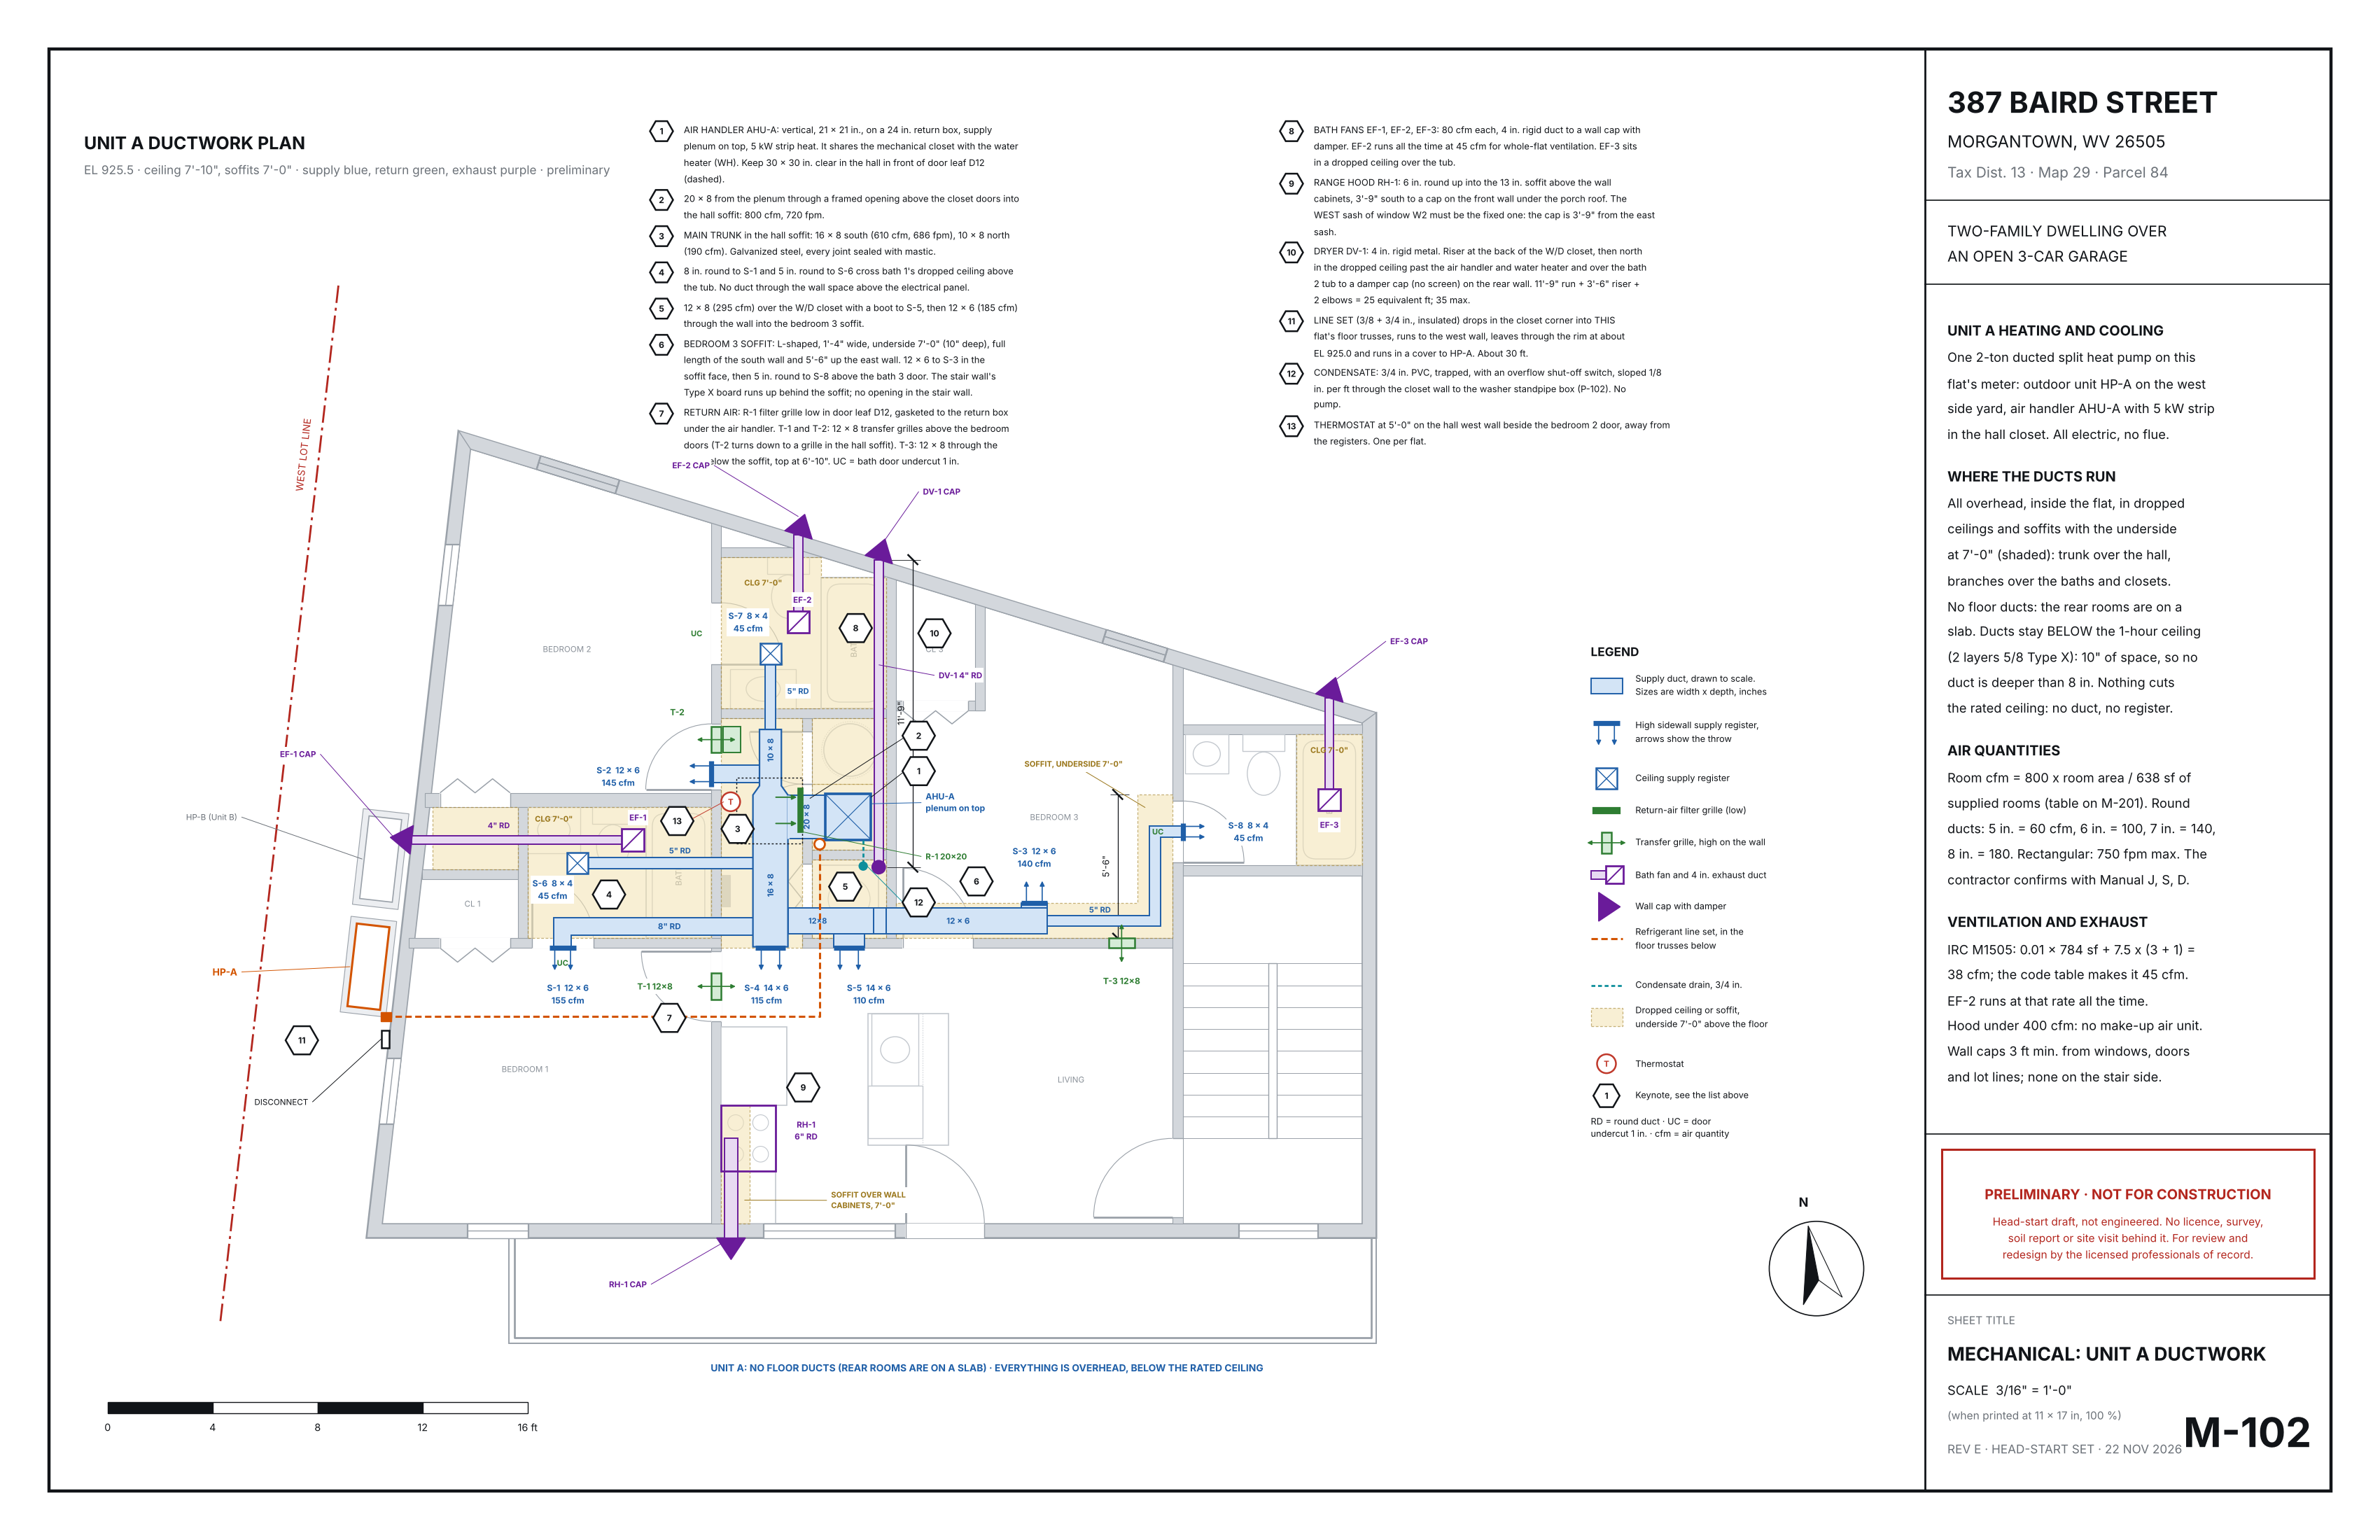 UNIT A DUCTWORK PLAN
EL 925.5 · ceiling 7'-10", soffits 7'-0" · supply blue, return green, exhaust purple · preliminary
1
AIR HANDLER AHU-A: vertical, 21 × 21 in., on a 24 in. return box, supply
plenum on top, 5 kW strip heat. It shares the mechanical closet with the water
heater (WH). Keep 30 × 30 in. clear in the hall in front of door leaf D12
(dashed).
2
20 × 8 from the plenum through a framed opening above the closet doors into
the hall soffit: 800 cfm, 720 fpm.
3
MAIN TRUNK in the hall soffit: 16 × 8 south (610 cfm, 686 fpm), 10 × 8 north
(190 cfm). Galvanized steel, every joint sealed with mastic.
4
8 in. round to S-1 and 5 in. round to S-6 cross bath 1's dropped ceiling above
the tub. No duct through the wall space above the electrical panel.
5
12 × 8 (295 cfm) over the W/D closet with a boot to S-5, then 12 × 6 (185 cfm)
through the wall into the bedroom 3 soffit.
6
BEDROOM 3 SOFFIT: L-shaped, 1'-4" wide, underside 7'-0" (10" deep), full
length of the south wall and 5'-6" up the east wall. 12 × 6 to S-3 in the
soffit face, then 5 in. round to S-8 above the bath 3 door. The stair wall's
Type X board runs up behind the soffit; no opening in the stair wall.
7
RETURN AIR: R-1 filter grille low in door leaf D12, gasketed to the return box
under the air handler. T-1 and T-2: 12 × 8 transfer grilles above the bedroom
doors (T-2 turns down to a grille in the hall soffit). T-3: 12 × 8 through the
low the soffit, top at 6'-10". UC = bath door undercut 1 in.
8
BATH FANS EF-1, EF-2, EF-3: 80 cfm each, 4 in. rigid duct to a wall cap with
damper. EF-2 runs all the time at 45 cfm for whole-flat ventilation. EF-3 sits
in a dropped ceiling over the tub.
9
RANGE HOOD RH-1: 6 in. round up into the 13 in. soffit above the wall
cabinets, 3'-9" south to a cap on the front wall under the porch roof. The
WEST sash of window W2 must be the fixed one: the cap is 3'-9" from the east
sash.
10
DRYER DV-1: 4 in. rigid metal. Riser at the back of the W/D closet, then north
in the dropped ceiling past the air handler and water heater and over the bath
2 tub to a damper cap (no screen) on the rear wall. 11'-9" run + 3'-6" riser +
2 elbows = 25 equivalent ft; 35 max.
11
LINE SET (3/8 + 3/4 in., insulated) drops in the closet corner into THIS
flat's floor trusses, runs to the west wall, leaves through the rim at about
EL 925.0 and runs in a cover to HP-A. About 30 ft.
12
CONDENSATE: 3/4 in. PVC, trapped, with an overflow shut-off switch, sloped 1/8
in. per ft through the closet wall to the washer standpipe box (P-102). No
pump.
13
THERMOSTAT at 5'-0" on the hall west wall beside the bedroom 2 door, away from
the registers. One per flat.
WEST LOT LINE
EF-2 CAP
DV-1 CAP
EF-3 CAP
EF-1 CAP
HP-B (Unit B)
HP-A
DISCONNECT
RH-1 CAP
BEDROOM 2
CLG 7'-0"
EF-2
S-7 8 × 4
45 cfm
UC
8
10
DV-1 4" RD
5" RD
T-2
11'-9"
10 × 8
2
1
S-2 12 × 6
145 cfm
AHU-A
plenum on top
SOFFIT, UNDERSIDE 7'-0"
CLG 7'-0"
T
20 × 8
4" RD
CLG 7'-0"
EF-1
13
3
BEDROOM 3
UC
S-8 8 × 4
45 cfm
EF-3
5" RD
R-1 20×20
S-3 12 × 6
140 cfm
5'-6"
S-6 8 × 4
45 cfm
4
16 × 8
5
6
12
CL 1
8" RD
12×8
12 × 6
5" RD
UC
S-1 12 × 6
155 cfm
T-1 12×8
S-4 14 × 6
115 cfm
S-5 14 × 6
110 cfm
T-3 12×8
7
11
BEDROOM 1
9
LIVING
RH-1
6" RD
SOFFIT OVER WALL
CABINETS, 7'-0"
UNIT A: NO FLOOR DUCTS (REAR ROOMS ARE ON A SLAB) · EVERYTHING IS OVERHEAD, BELOW THE RATED CEILING
0
4
8
12
16 ft
LEGEND
Supply duct, drawn to scale.
Sizes are width x depth, inches
High sidewall supply register,
arrows show the throw
Ceiling supply register
Return-air filter grille (low)
Transfer grille, high on the wall
Bath fan and 4 in. exhaust duct
Wall cap with damper
Refrigerant line set, in the
floor trusses below
Condensate drain, 3/4 in.
Dropped ceiling or soffit,
underside 7'-0" above the floor
T
Thermostat
1
Keynote, see the list above
RD = round duct · UC = door
undercut 1 in. · cfm = air quantity
N
387 BAIRD STREET
MORGANTOWN, WV 26505
Tax Dist. 13 · Map 29 · Parcel 84
TWO-FAMILY DWELLING OVER
AN OPEN 3-CAR GARAGE
UNIT A HEATING AND COOLING
One 2-ton ducted split heat pump on this
flat's meter: outdoor unit HP-A on the west
side yard, air handler AHU-A with 5 kW strip
in the hall closet. All electric, no flue.
WHERE THE DUCTS RUN
All overhead, inside the flat, in dropped
ceilings and soffits with the underside
at 7'-0" (shaded): trunk over the hall,
branches over the baths and closets.
No floor ducts: the rear rooms are on a
slab. Ducts stay BELOW the 1-hour ceiling
(2 layers 5/8 Type X): 10" of space, so no
duct is deeper than 8 in. Nothing cuts
the rated ceiling: no duct, no register.
AIR QUANTITIES
Room cfm = 800 x room area / 638 sf of
supplied rooms (table on M-201). Round
ducts: 5 in. = 60 cfm, 6 in. = 100, 7 in. = 140,
8 in. = 180. Rectangular: 750 fpm max. The
contractor confirms with Manual J, S, D.
VENTILATION AND EXHAUST
IRC M1505: 0.01 × 784 sf + 7.5 x (3 + 1) =
38 cfm; the code table makes it 45 cfm.
EF-2 runs at that rate all the time.
Hood under 400 cfm: no make-up air unit.
Wall caps 3 ft min. from windows, doors
and lot lines; none on the stair side.
PRELIMINARY · NOT FOR CONSTRUCTION
Head-start draft, not engineered. No licence, survey,
soil report or site visit behind it. For review and
redesign by the licensed professionals of record.
SHEET TITLE
MECHANICAL: UNIT A DUCTWORK
SCALE 3/16" = 1'-0"
(when printed at 11 × 17 in, 100 %)
REV E · HEAD-START SET · 22 NOV 2026
M-102